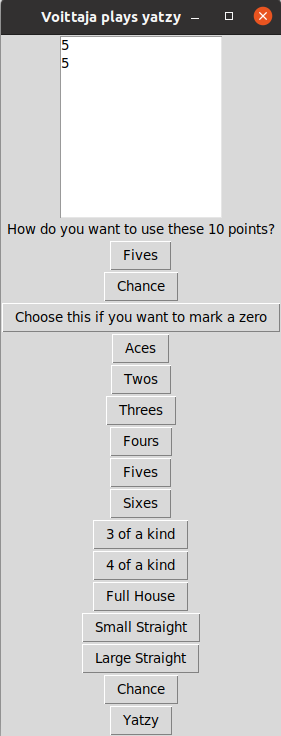 Voittaja plays yatzy
5
5
How do you want to use these 10 points?
Fives
Chance
Choose this if you want to mark a zero
Aces
Twos
Threes
Fours
Fives
Sixes
3 of a kind
4 of a kind
Full House
Small Straight
Large Straight
Chance
Yatzy